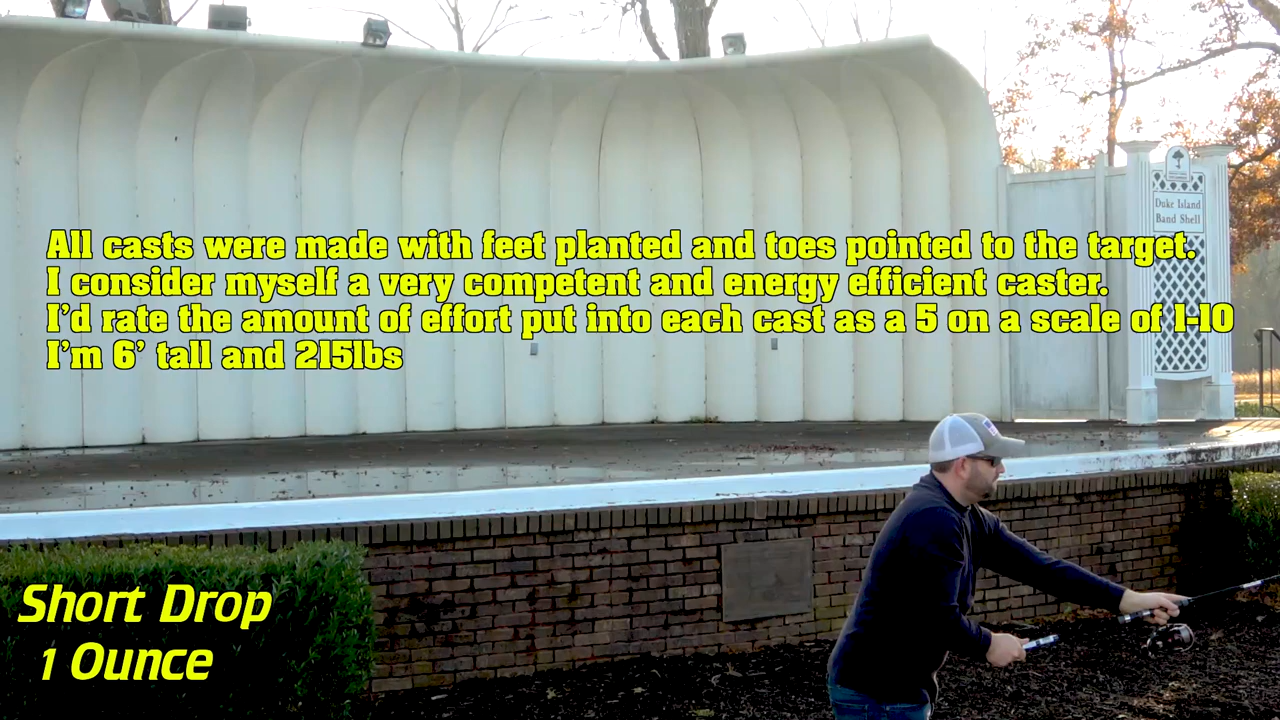 Duke Island
Band Shell
All casts were made with feet planted and toes pointed to the target.
I consider myself a very competent and energy efficient caster.
I'd rate the amount of effort put into each cast as a 5 on a scale of 1-10
I'm 6' tall and 215lbs
Short Drop
1 Ounce